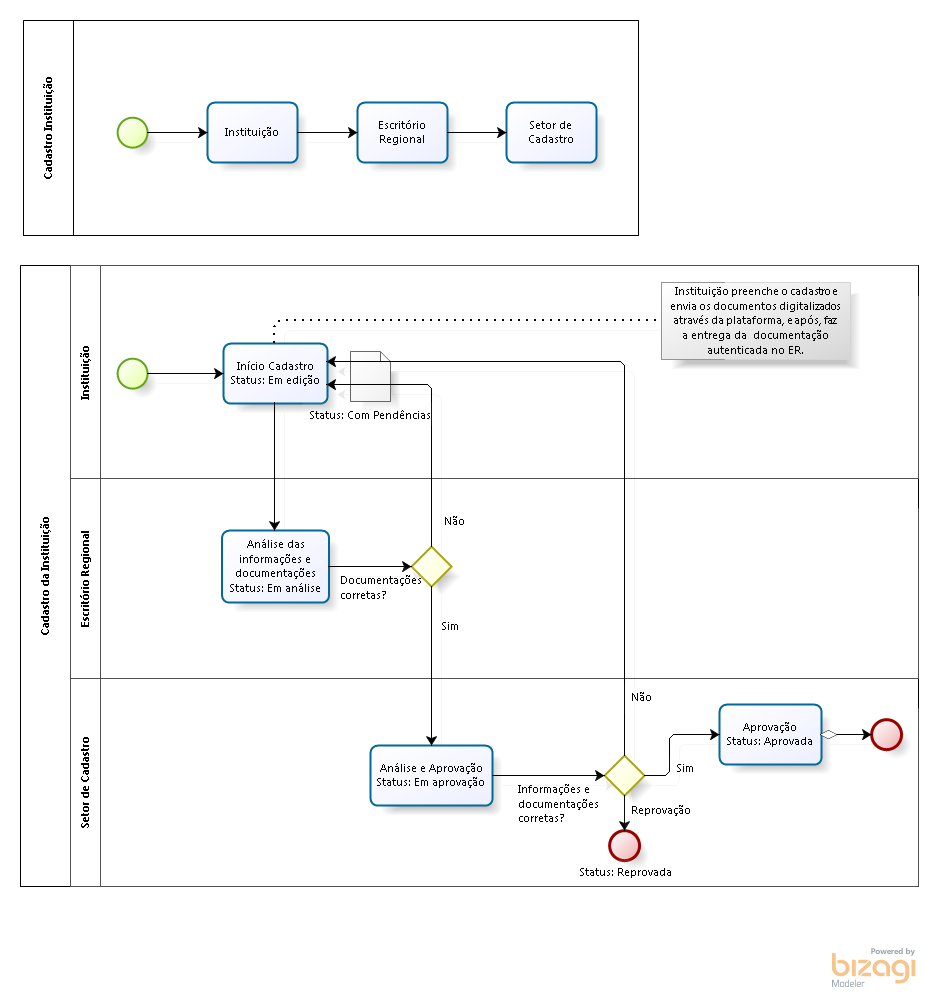 Cadastro Instituição
Instituição
Escritório
Regional
Setor de
Cadastro
Cadastro da Instituição
Instituição
Instituição preenche o cadastro e
envia os documentos digitalizados
através da plataforma, e após, faz
a entrega da documentação
autenticada no ER.
Início Cadastro
Status: Em edição
Status: Com Pendências
Escritório Regional
Não
Análise das
informações e
documentações
Status: Em análise
Documentações
corretas?
Sim
Setor de Cadastro
Não
Aprovação
Status: Aprovada
Análise e Aprovação
Status: Em aprovação
Sim
Informações e
documentações
corretas?
Reprovação
Status: Reprovada
Powered by
bizagi
Modeler